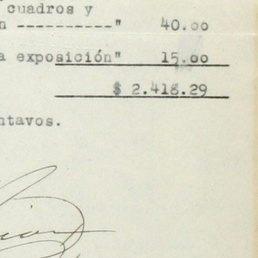 cuadros y
n ----------" 40.00
a exposición" 15.00
$ 2.418.29
ntavos.